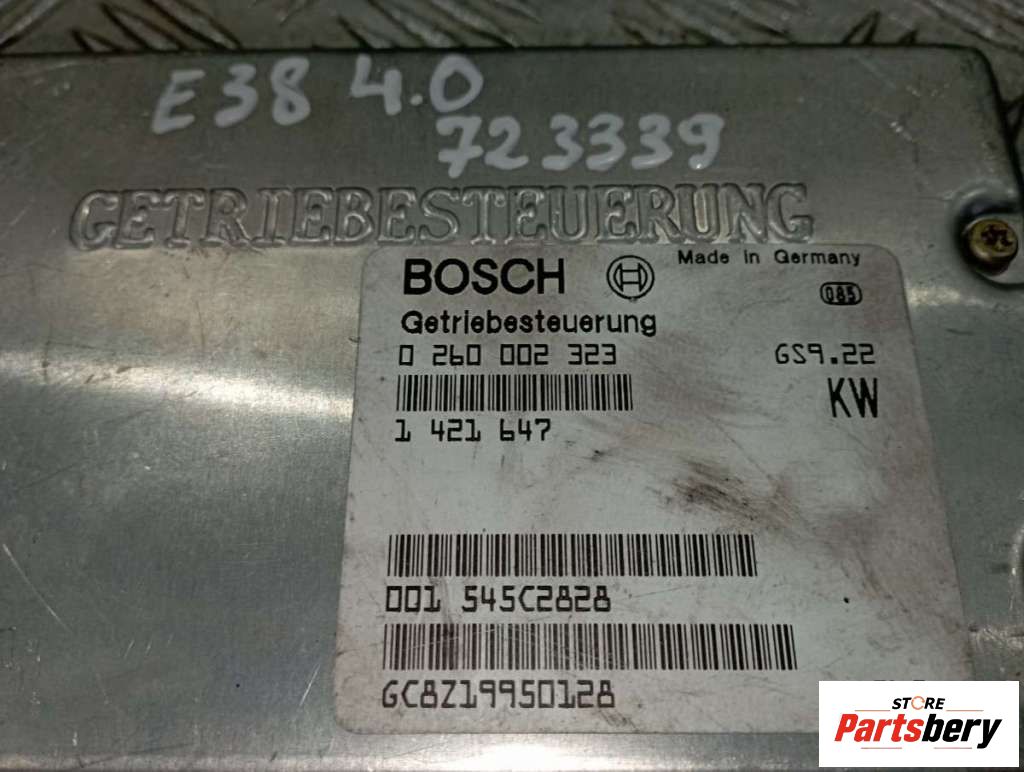 E38 4.0
723339
GETRIEBESTEUERUNG
BOSCH Made in Germany
085
Getriebesteuerung
0 260 002 323 GS9.22
KW
1 421 647
001 545C2828
GC8Z19950128
STORE
Partsbery